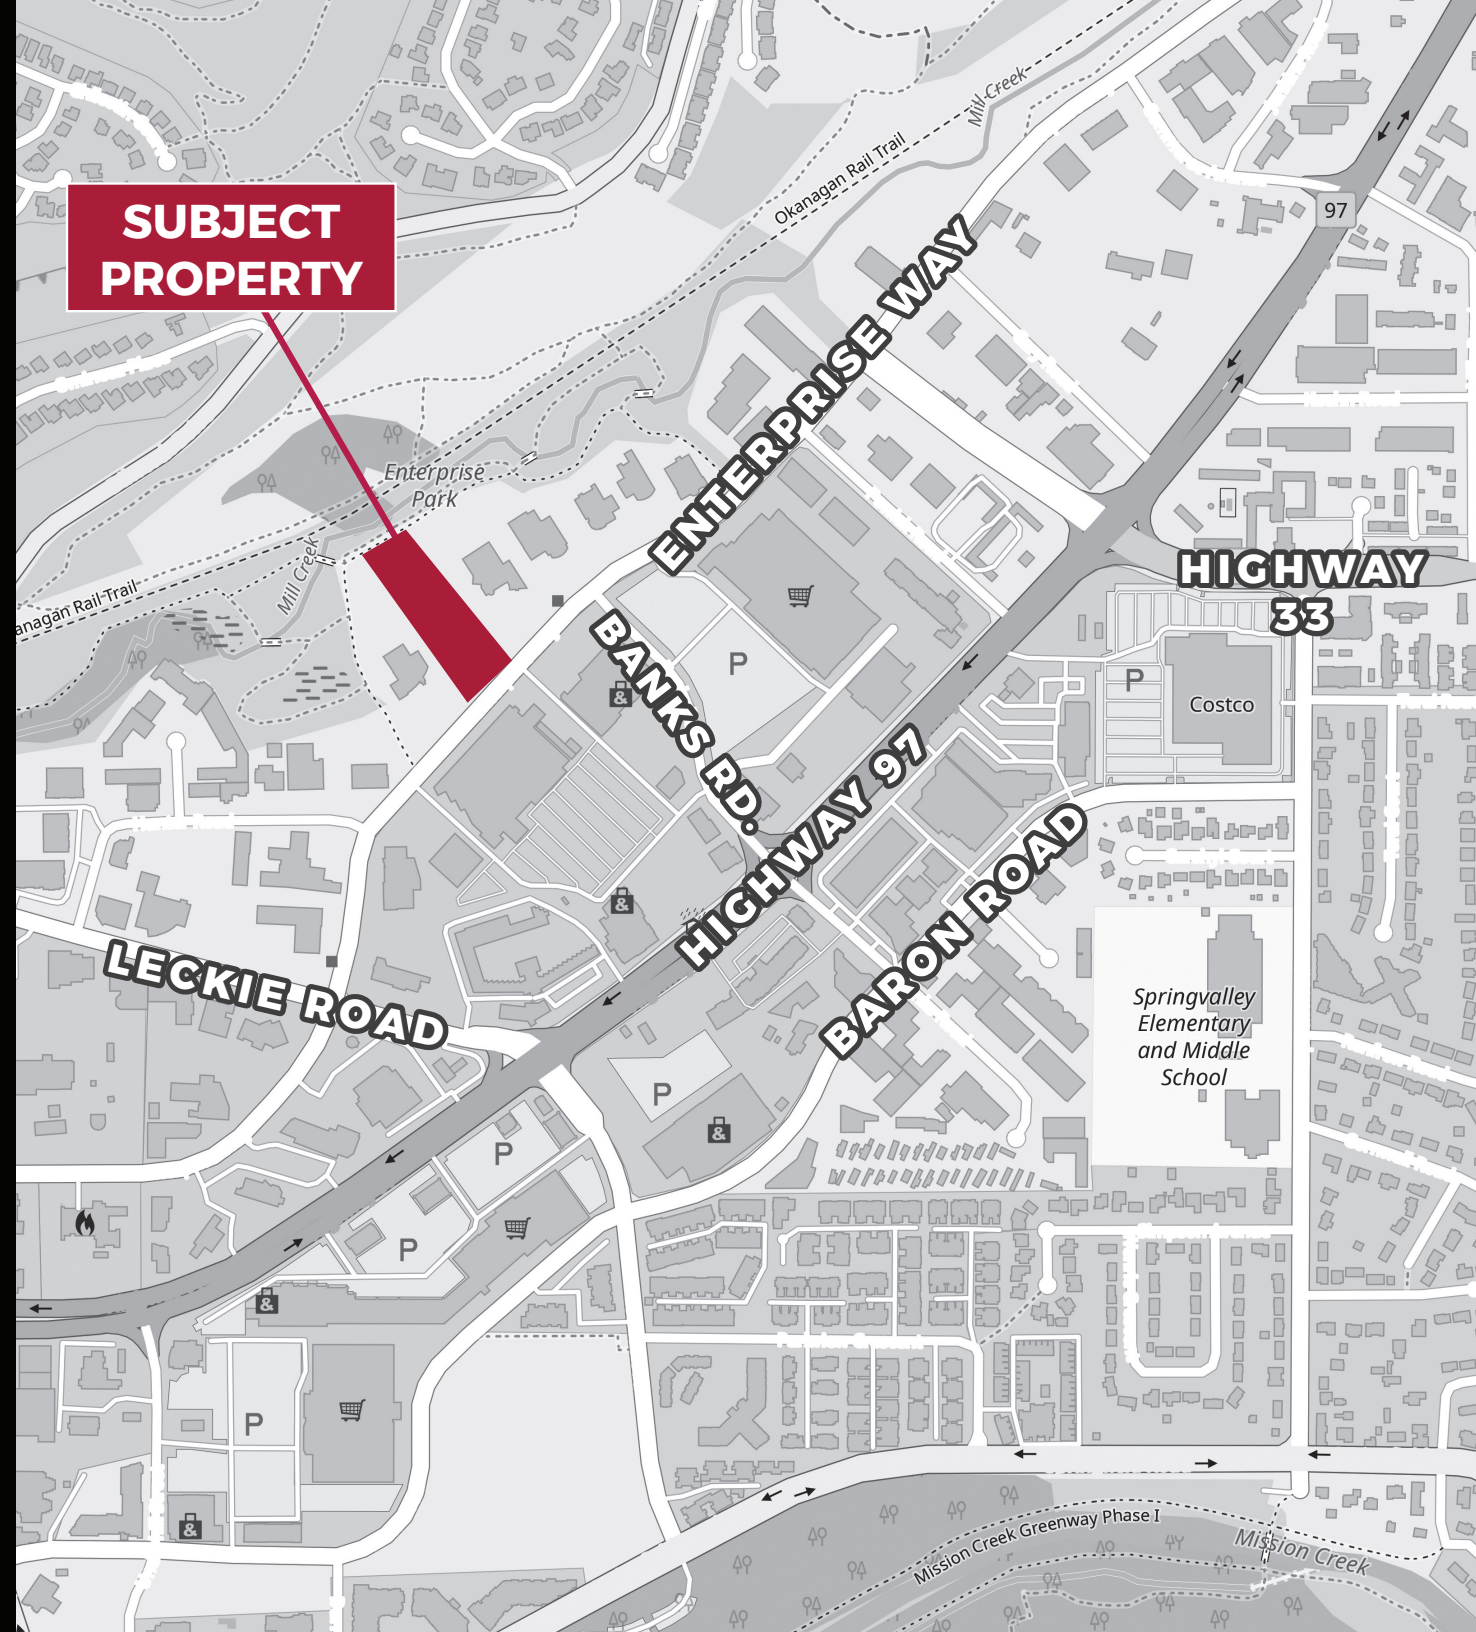 Mill Creek
Okanagan Rail Trail
97
SUBJECT
PROPERTY
ENTERPRISE WAY
Enterprise
Park
Mill Creek
anagan Rail Trail
HIGHWAY
33
BANKS RD.
P
P
Costco
&
HIGHWAY 97
BARON ROAD
&
LECKIE ROAD
Springvalley
Elementary
and Middle
School
P
&
P
P
&
P
&
Mission Creek Greenway Phase I
Mission Creek